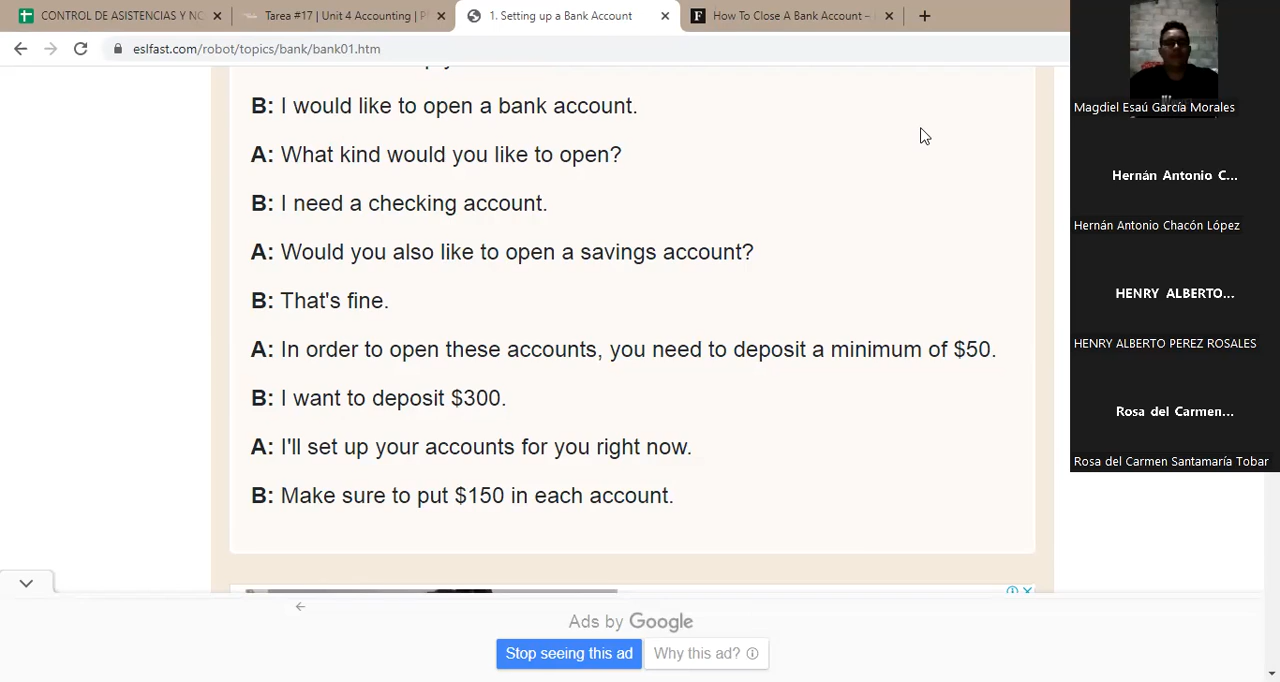 CONTROL DE ASISTENCIAS Y NC
Tarea #17 | Unit 4 Accounting | P
1. Setting up a Bank Account
How To Close A Bank Account –
eslfast.com/robot/topics/bank/bank01.htm
B: I would like to open a bank account.
A: What kind would you like to open?
B: I need a checking account.
A: Would you also like to open a savings account?
B: That's fine.
A: In order to open these accounts, you need to deposit a minimum of $50.
B: I want to deposit $300.
A: I'll set up your accounts for you right now.
B: Make sure to put $150 in each account.
Ads by Google
Stop seeing this ad
Why this ad?
Magdiel Esaú García Morales
Hernán Antonio C...
Hernán Antonio Chacón López
HENRY ALBERTO...
HENRY ALBERTO PEREZ ROSALES
Rosa del Carmen...
Rosa del Carmen Santamaría Tobar